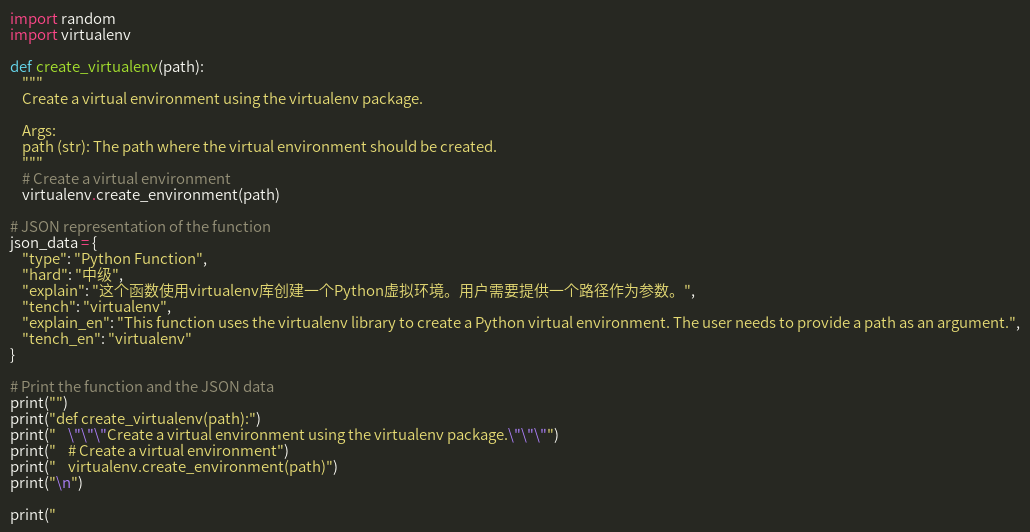 import random
import virtualenv

def create_virtualenv(path):
    """
    Create a virtual environment using the virtualenv package.

    Args:
    path (str): The path where the virtual environment should be created.
    """
    # Create a virtual environment
    virtualenv.create_environment(path)

# JSON representation of the function
json_data = {
    "type": "Python Function",
    "hard": "中级",
    "explain": "这个函数使用virtualenv库创建一个Python虚拟环境。用户需要提供一个路径作为参数。",
    "tench": "virtualenv",
    "explain_en": "This function uses the virtualenv library to create a Python virtual environment. The user needs to provide a path as an argument.",
    "tench_en": "virtualenv"
}

# Print the function and the JSON data
print("")
print("def create_virtualenv(path):")
print("    \"\"\"Create a virtual environment using the virtualenv package.\"\"\"")
print("    # Create a virtual environment")
print("    virtualenv.create_environment(path)")
print("\n")

print("